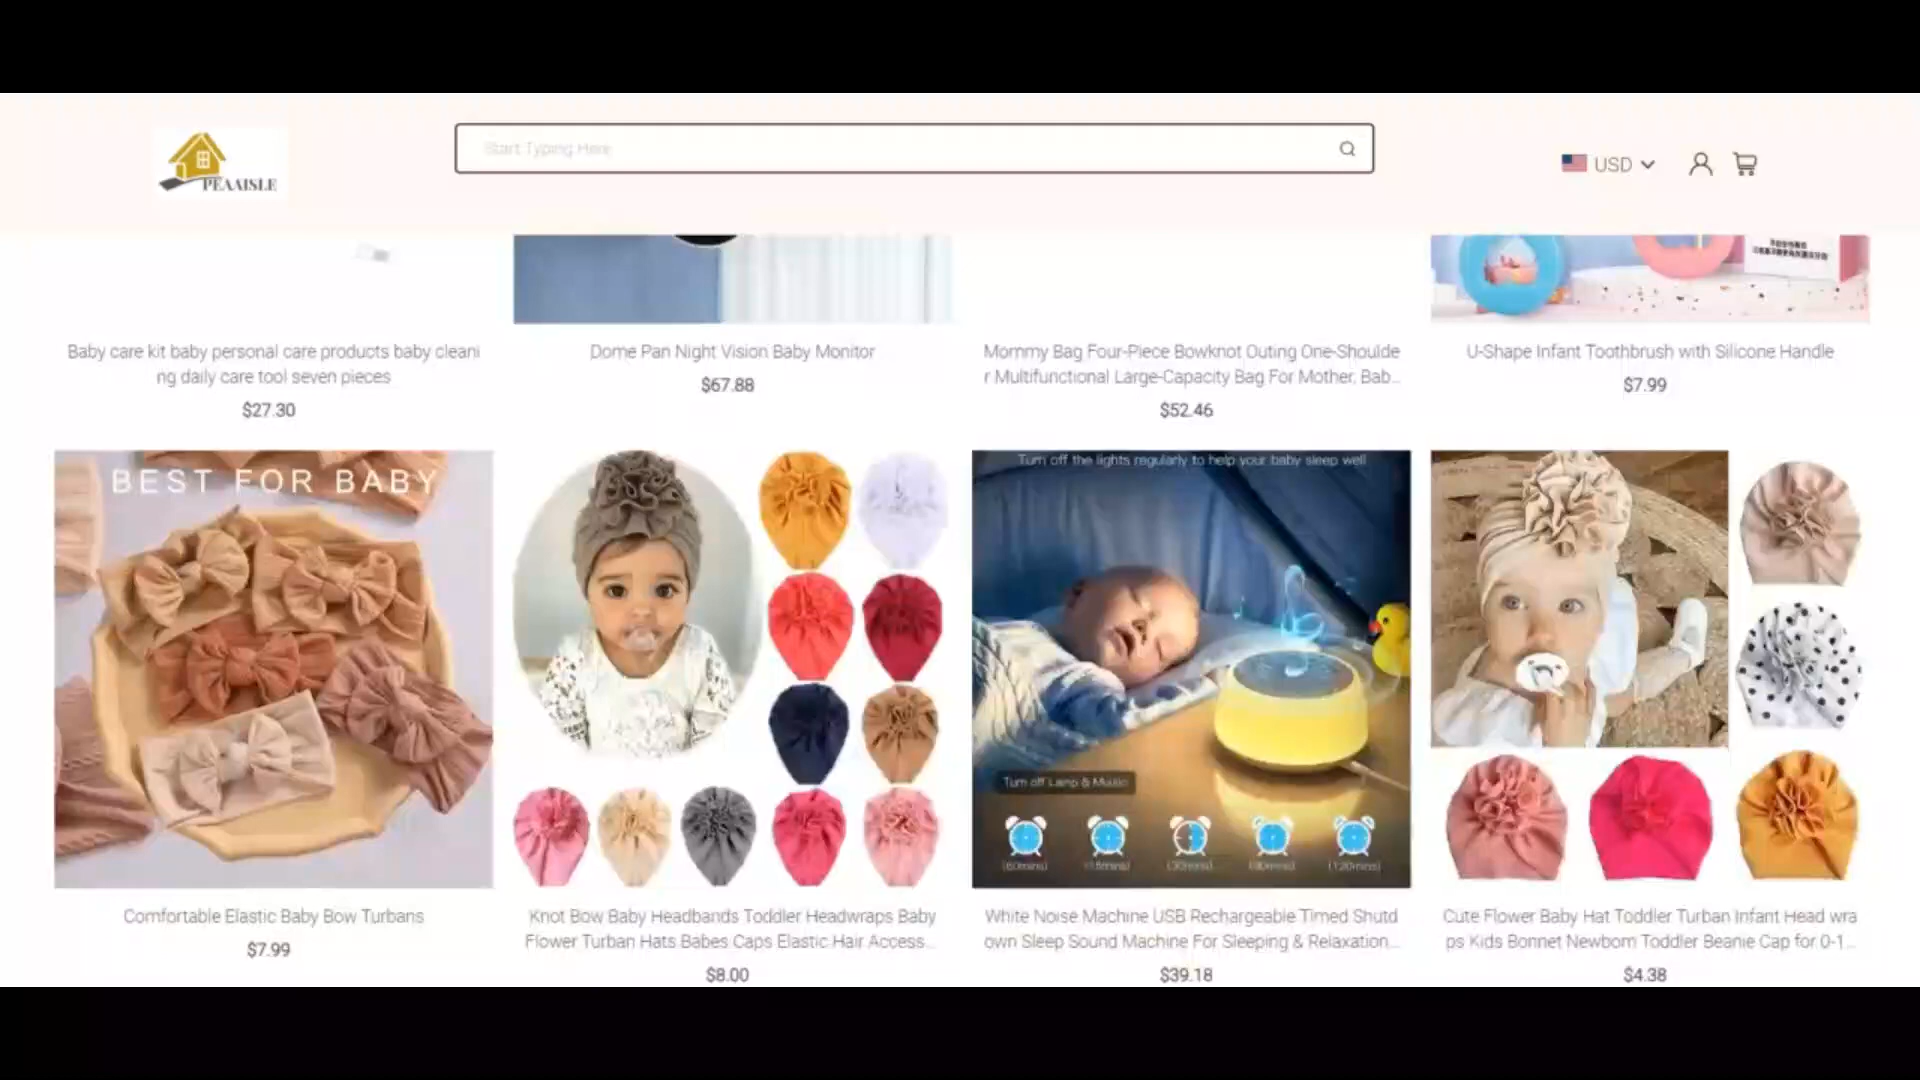 PEAAISLE
Start Typing Here
USD
Baby care kit baby personal care products baby cleani
ng daily care tool seven pieces
$27.30
Dome Pan Night Vision Baby Monitor
$67.88
Mommy Bag Four-Piece Bowknot Outing One-Shoulde
r Multifunctional Large-Capacity Bag For Mother, Bab...
$52.46
U-Shape Infant Toothbrush with Silicone Handle
$7.99
BEST FOR BABY
Comfortable Elastic Baby Bow Turbans
$7.99
Knot Bow Baby Headbands Toddler Headwraps Baby
Flower Turban Hats Babes Caps Elastic Hair Access...
$8.00
Turn off the lights regularly to help your baby sleep well
Turn off Lamp & Music
(120mins)
White Noise Machine USB Rechargeable Timed Shutd
own Sleep Sound Machine For Sleeping & Relaxation...
$39.18
Cute Flower Baby Hat Toddler Turban Infant Head wra
ps Kids Bonnet Newborn Toddler Beanie Cap for 0-1...
$4.38